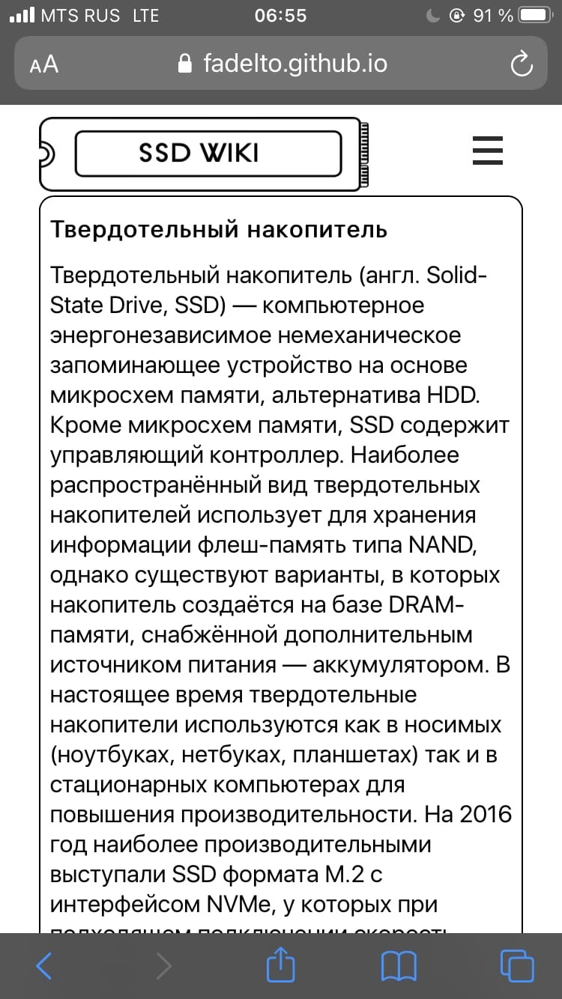 MTS RUS LTE 06:55 91 %
AA fadelto.github.io
SSD WIKI
Твердотельный накопитель
Твердотельный накопитель (англ. Solid-
State Drive, SSD) — компьютерное
энергонезависимое немеханическое
запоминающее устройство на основе
микросхем памяти, альтернатива HDD.
Кроме микросхем памяти, SSD содержит
управляющий контроллер. Наиболее
распространённый вид твердотельных
накопителей использует для хранения
информации флеш-память типа NAND,
однако существуют варианты, в которых
накопитель создаётся на базе DRAM-
памяти, снабжённой дополнительным
источником питания — аккумулятором. В
настоящее время твердотельные
накопители используются как в носимых
(ноутбуках, нетбуках, планшетах) так и в
стационарных компьютерах для
повышения производительности. На 2016
год наиболее производительными
выступали SSD формата M.2 с
интерфейсом NVMe, у которых при
подходящем подключении скорость